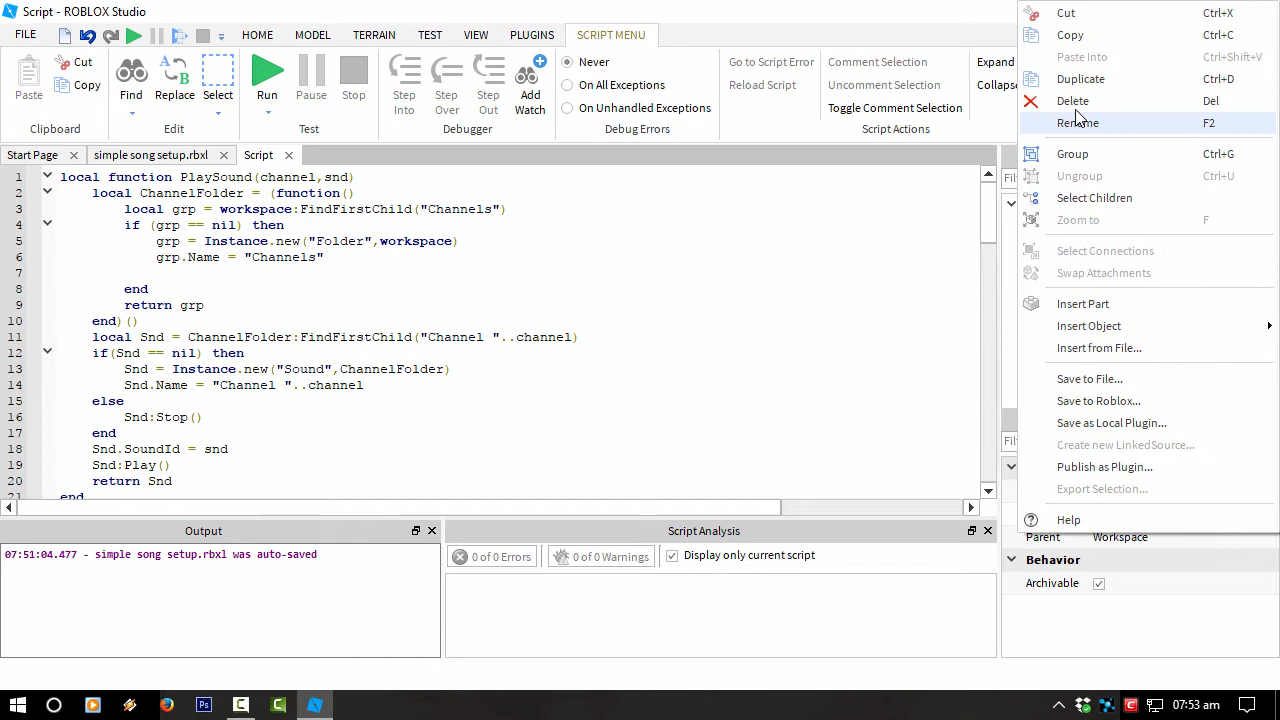 Script - ROBLOX Studio
FILE HOME MODEL TERRAIN TEST VIEW PLUGINS SCRIPT MENU
Paste Cut Copy
Clipboard
Find Replace Select
Edit
Run Pause Stop
Test
Step Into Step Over Step Out Add Watch
Debugger
Never
On All Exceptions
On Unhandled Exceptions
Debug Errors
Go to Script Error
Reload Script
Comment Selection
Uncomment Selection
Toggle Comment Selection
Script Actions
Expand
Collapse
Start Page simple song setup.rbxl Script
1 local function PlaySound(channel,snd)
2 local ChannelFolder = (function()
3 local grp = workspace:FindFirstChild("Channels")
4 if (grp == nil) then
5 grp = Instance.new("Folder",workspace)
6 grp.Name = "Channels"
7
8 end
9 return grp
10 end)()
11 local Snd = ChannelFolder:FindFirstChild("Channel "..channel)
12 if(Snd == nil) then
13 Snd = Instance.new("Sound",ChannelFolder)
14 Snd.Name = "Channel "..channel
15 else
16 Snd:Stop()
17 end
18 Snd.SoundId = snd
19 Snd:Play()
20 return Snd
21 end
Output
07:51:04.477 - simple song setup.rbxl was auto-saved
Script Analysis
0 of 0 Errors 0 of 0 Warnings Display only current script
Cut Ctrl+X
Copy Ctrl+C
Paste Into Ctrl+Shift+V
Duplicate Ctrl+D
Delete Del
Rename F2
Group Ctrl+G
Ungroup Ctrl+U
Select Children
Zoom to F
Select Connections
Swap Attachments
Insert Part
Insert Object
Insert from File...
Save to File...
Save to Roblox...
Save as Local Plugin...
Create new LinkedSource...
Publish as Plugin...
Export Selection...
Help
Parent Workspace
Behavior
Archivable
07:53 am